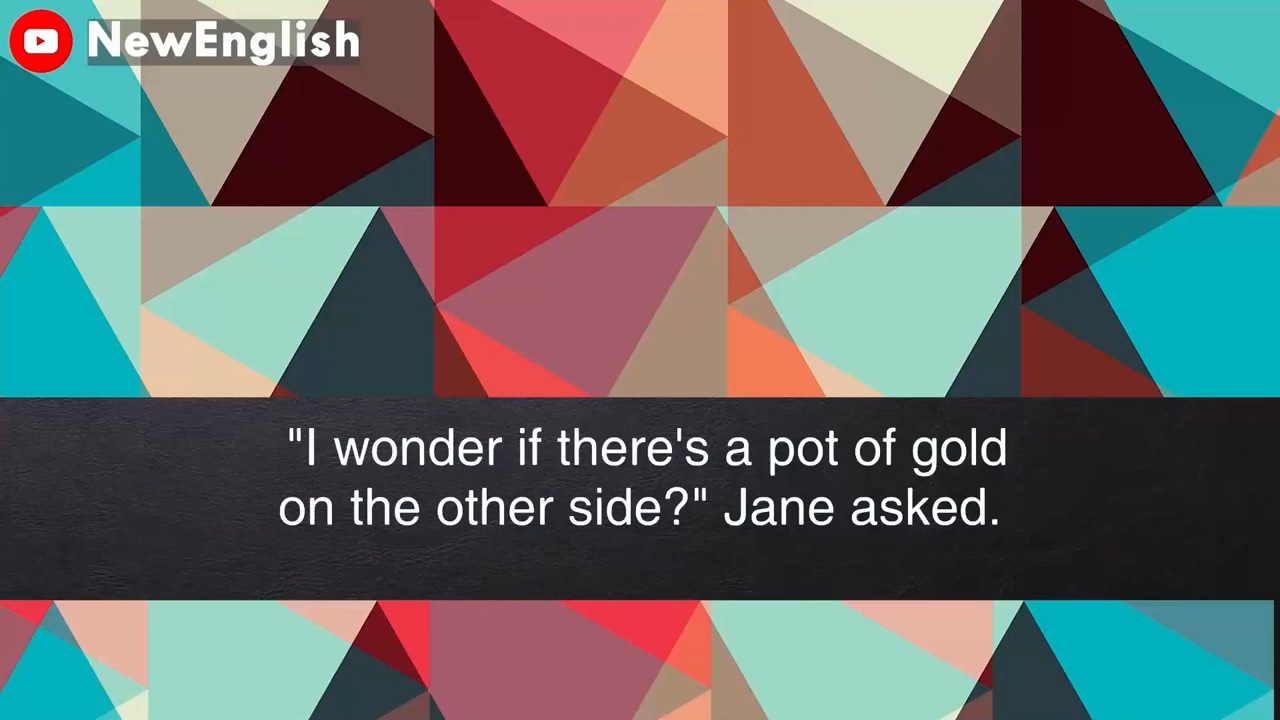 NewEnglish
"I wonder if there's a pot of gold
on the other side?" Jane asked.